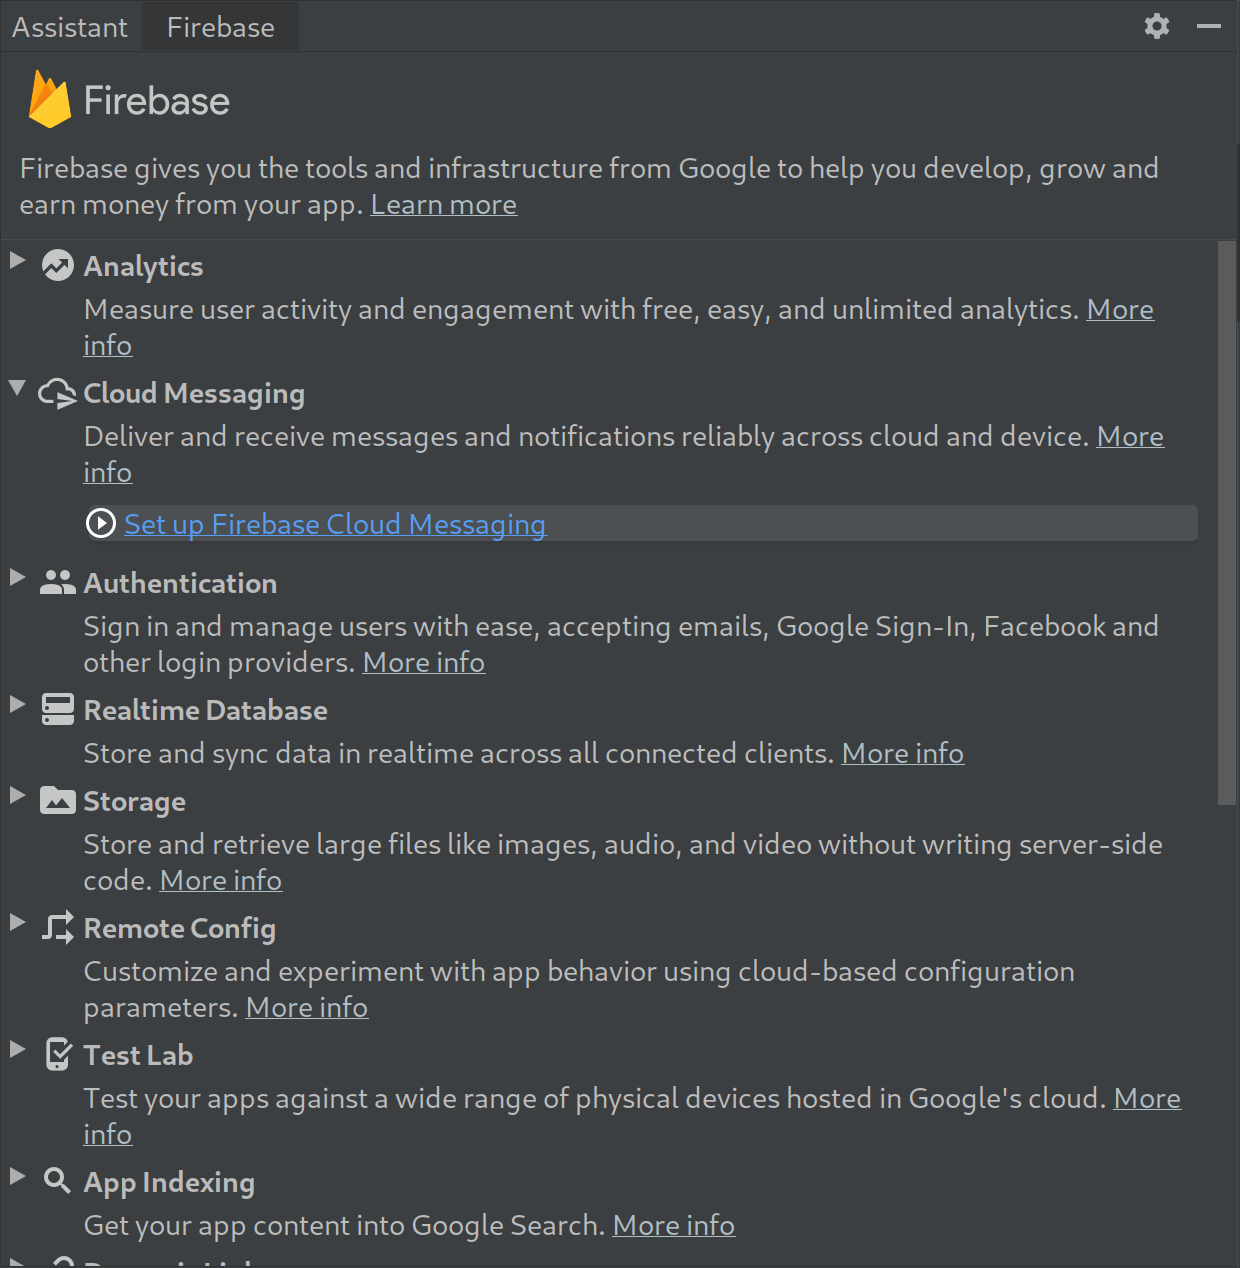 Assistant Firebase
Firebase
Firebase gives you the tools and infrastructure from Google to help you develop, grow and
earn money from your app. Learn more
Analytics
Measure user activity and engagement with free, easy, and unlimited analytics. More
info
Cloud Messaging
Deliver and receive messages and notifications reliably across cloud and device. More
info
Set up Firebase Cloud Messaging
Authentication
Sign in and manage users with ease, accepting emails, Google Sign-In, Facebook and
other login providers. More info
Realtime Database
Store and sync data in realtime across all connected clients. More info
Storage
Store and retrieve large files like images, audio, and video without writing server-side
code. More info
Remote Config
Customize and experiment with app behavior using cloud-based configuration
parameters. More info
Test Lab
Test your apps against a wide range of physical devices hosted in Google's cloud. More
info
App Indexing
Get your app content into Google Search. More info